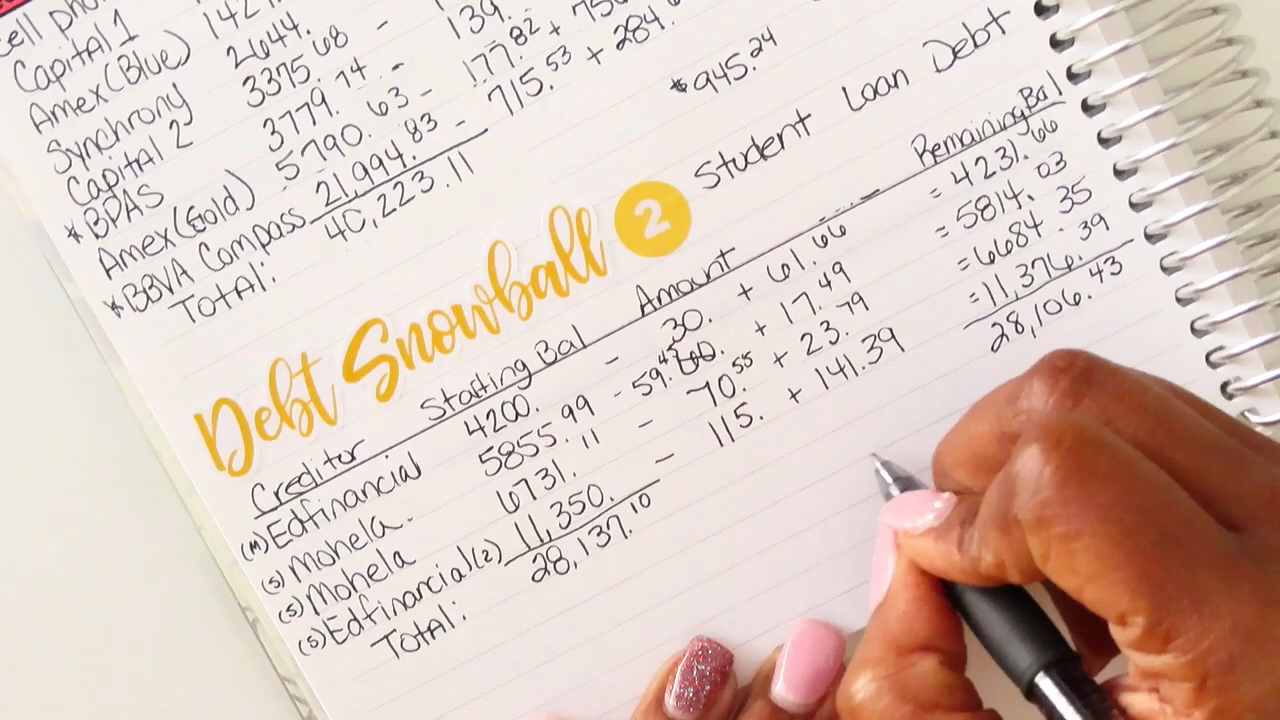 Capital 1 142
Amex (Blue) 2644. - 139.
Synchrony 3375.68 - 177.82 +
Capital 2 3779.74 - 715.53 + 284.
*BPAS 5790.63 -
Amex (Gold) 21,994.83 -
*BBVA Compass 40,223.11
Total:
$945.24
Debt Snowball 2 Student Loan Debt
Creditor Starting Bal Amount Remaining Bal
(M) Edfinancial 4200. - 30. + 61.66 = 4231.66
(S) Mohela. 5855.99 - 59.45 + 17.49 = 5814.03
(S) Mohela 6731.11 - 70.55 + 23.79 = 6684.35
(S) Edfinancial (2) 11,350. - 115. + 141.39 = 11,376.39
Total: 28,137.10 28,106.43